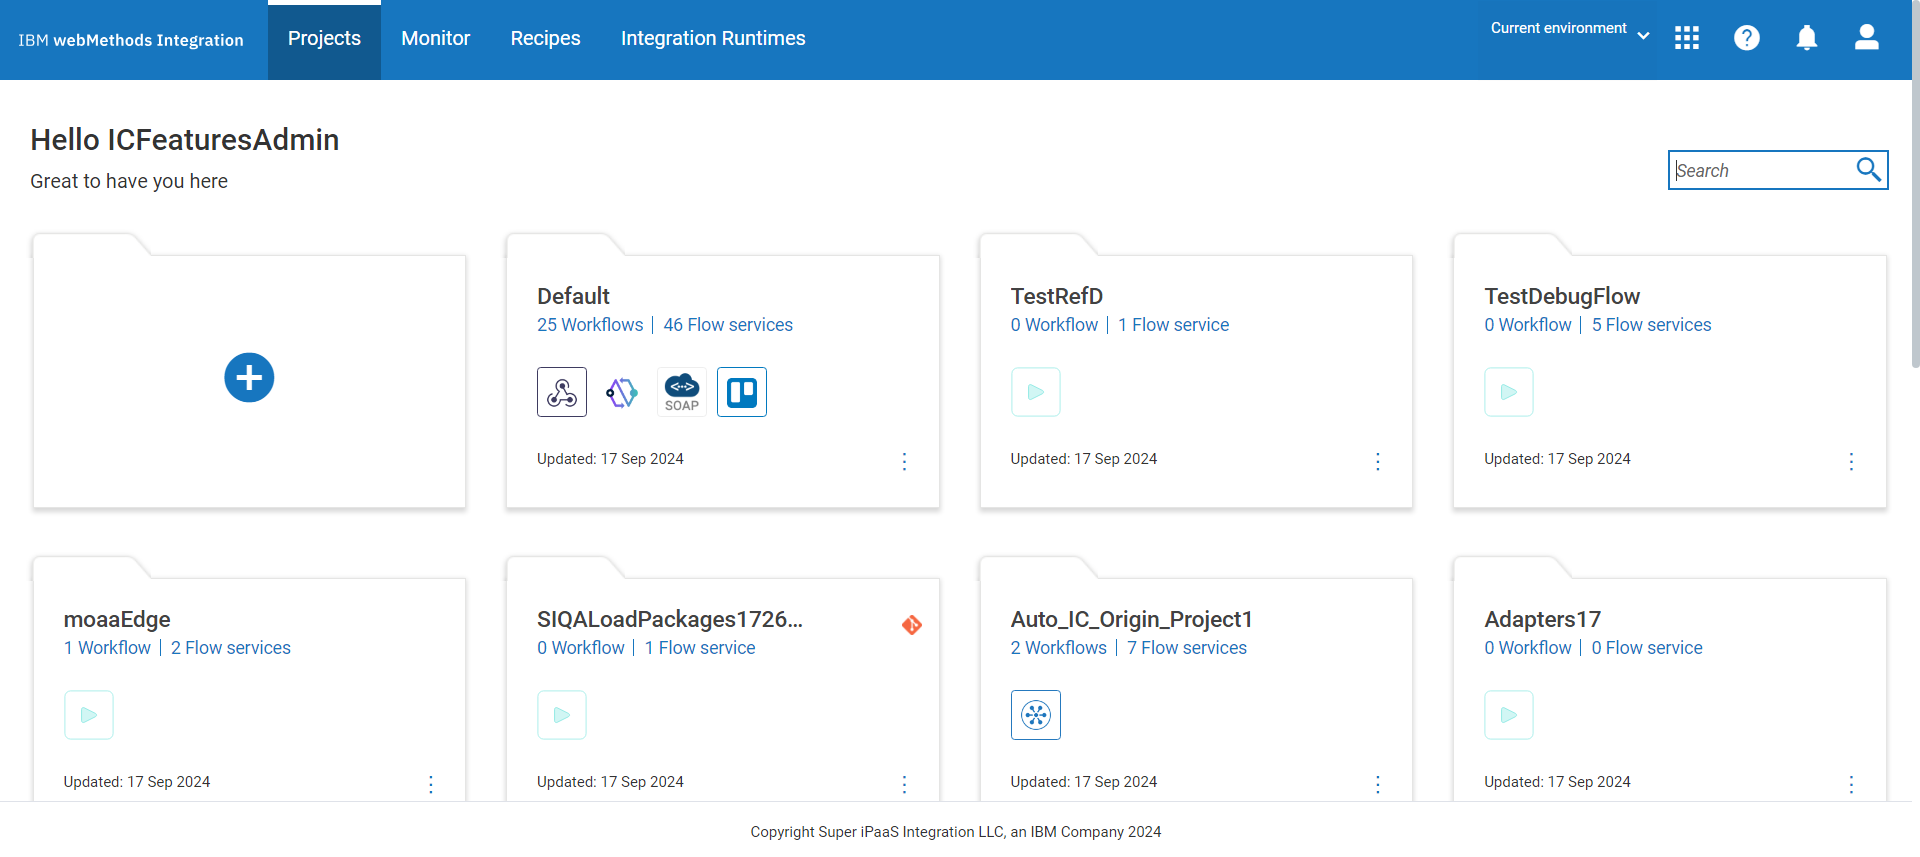 IBM webMethods Integration
Projects
Monitor
Recipes
Integration Runtimes
Current environment
Hello ICFeaturesAdmin
Great to have you here
Search
Default
25 Workflows | 46 Flow services
SOAP
Updated: 17 Sep 2024
TestRefD
0 Workflow | 1 Flow service
Updated: 17 Sep 2024
TestDebugFlow
0 Workflow | 5 Flow services
Updated: 17 Sep 2024
moaaEdge
1 Workflow | 2 Flow services
Updated: 17 Sep 2024
SIQALoadPackages1726...
0 Workflow | 1 Flow service
Updated: 17 Sep 2024
Auto_IC_Origin_Project1
2 Workflows | 7 Flow services
Updated: 17 Sep 2024
Adapters17
0 Workflow | 0 Flow service
Updated: 17 Sep 2024
Copyright Super iPaaS Integration LLC, an IBM Company 2024